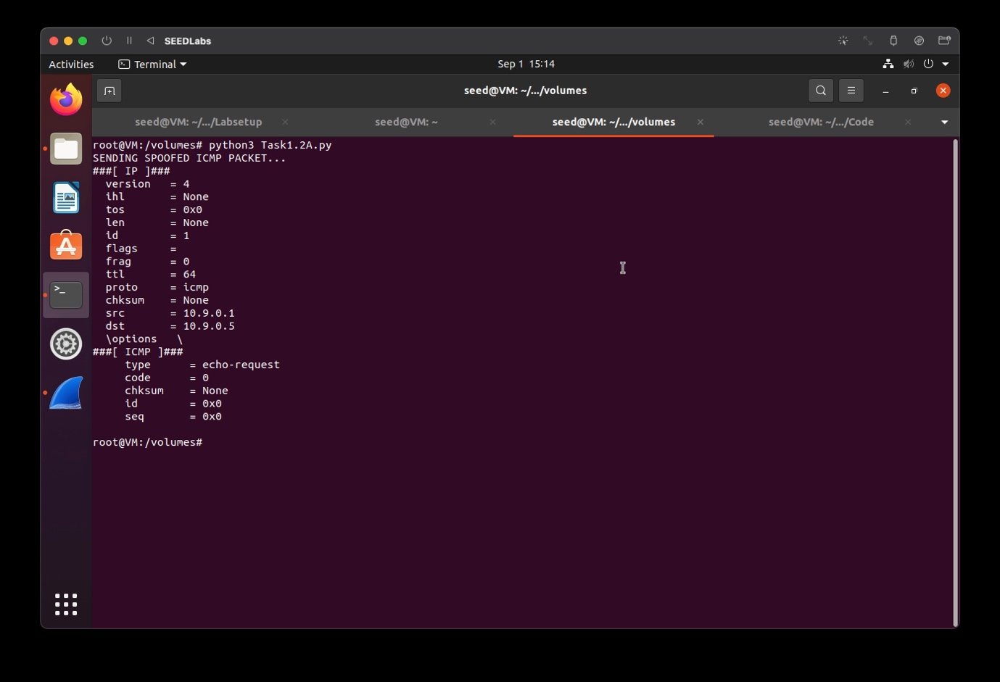 SEEDLabs
Activities
Terminal
Sep 1 15:14
seed@VM: ~/.../volumes
seed@VM: ~/.../Labsetup
seed@VM: ~
seed@VM: ~/.../volumes
seed@VM: ~/.../Code
root@VM:/volumes# python3 Task1.2A.py
SENDING SPOOFED ICMP PACKET...
###[ IP ]###
  version   = 4
  ihl       = None
  tos       = 0x0
  len       = None
  id        = 1
  flags     =
  frag      = 0
  ttl       = 64
  proto     = icmp
  chksum    = None
  src       = 10.9.0.1
  dst       = 10.9.0.5
  \options   \
###[ ICMP ]###
     type      = echo-request
     code      = 0
     chksum    = None
     id        = 0x0
     seq       = 0x0
root@VM:/volumes#